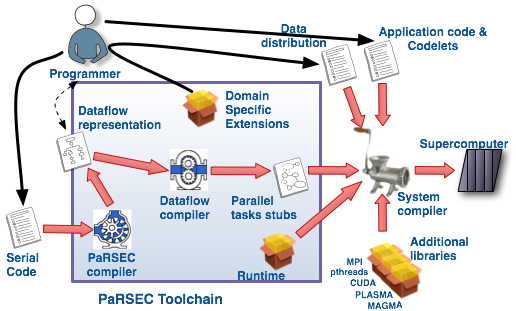 Data
distribution
Application code &
Codelets
Programmer
Dataflow
representation
Domain
Specific
Extensions
Supercomputer
Dataflow
compiler
Parallel
tasks stubs
System
compiler
Serial
Code
PaRSEC
compiler
Runtime
Additional
libraries
MPI
pthreads
CUDA
PLASMA
MAGMA
PaRSEC Toolchain